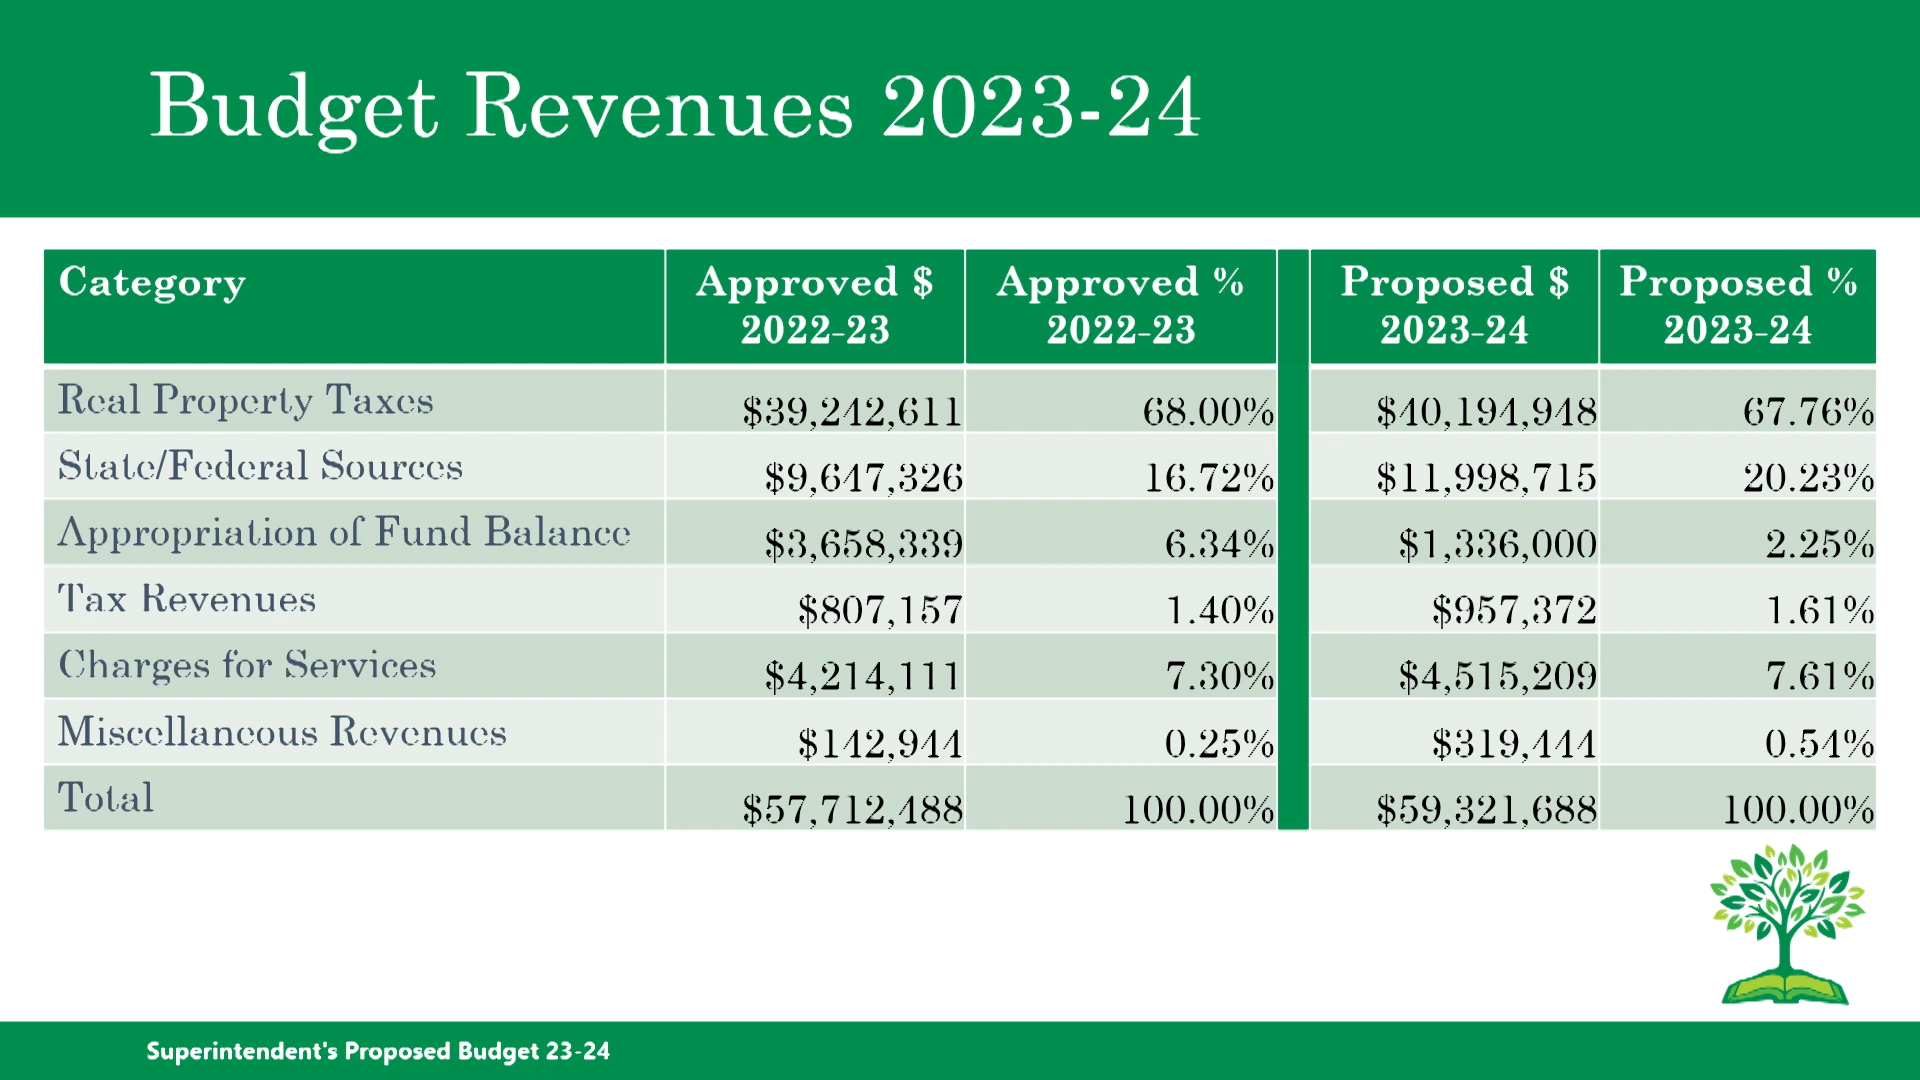 Budget Revenues 2023-24
Category Approved $ 2022-23 Approved % 2022-23 Proposed $ 2023-24 Proposed % 2023-24
Real Property Taxes $39,242,611 68.00% $40,194,948 67.76%
State/Federal Sources $9,647,326 16.72% $11,998,715 20.23%
Appropriation of Fund Balance $3,658,339 6.34% $1,336,000 2.25%
Tax Revenues $807,157 1.40% $957,372 1.61%
Charges for Services $4,214,111 7.30% $4,515,209 7.61%
Miscellaneous Revenues $142,944 0.25% $319,444 0.54%
Total $57,712,488 100.00% $59,321,688 100.00%
Superintendent's Proposed Budget 23-24